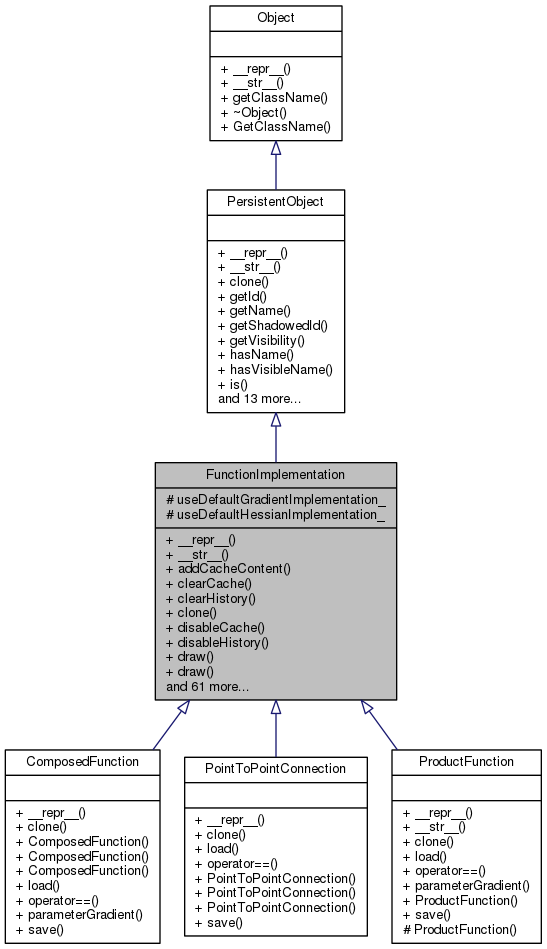 Object
+ __repr__()
+ __str__()
+ getClassName()
+ ~Object()
+ GetClassName()
PersistentObject
+ __repr__()
+ __str__()
+ clone()
+ getId()
+ getName()
+ getShadowedId()
+ getVisibility()
+ hasName()
+ hasVisibleName()
+ is()
and 13 more...
FunctionImplementation
# useDefaultGradientImplementation_
# useDefaultHessianImplementation_
+ __repr__()
+ __str__()
+ addCacheContent()
+ clearCache()
+ clearHistory()
+ clone()
+ disableCache()
+ disableHistory()
+ draw()
+ draw()
and 61 more...
ComposedFunction
+ __repr__()
+ clone()
+ ComposedFunction()
+ ComposedFunction()
+ ComposedFunction()
+ load()
+ operator==()
+ parameterGradient()
+ save()
PointToPointConnection
+ __repr__()
+ clone()
+ load()
+ operator==()
+ PointToPointConnection()
+ PointToPointConnection()
+ PointToPointConnection()
+ save()
ProductFunction
+ __repr__()
+ __str__()
+ clone()
+ load()
+ operator==()
+ parameterGradient()
+ ProductFunction()
+ save()
# ProductFunction()